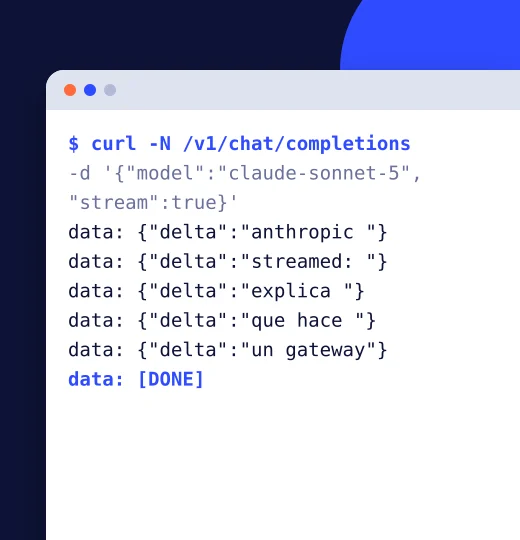 $ curl -N /v1/chat/completions
-d '{"model":"claude-sonnet-5",
"stream":true}'
data: {"delta":"anthropic "}
data: {"delta":"streamed: "}
data: {"delta":"explica "}
data: {"delta":"que hace "}
data: {"delta":"un gateway"}
data: [DONE]